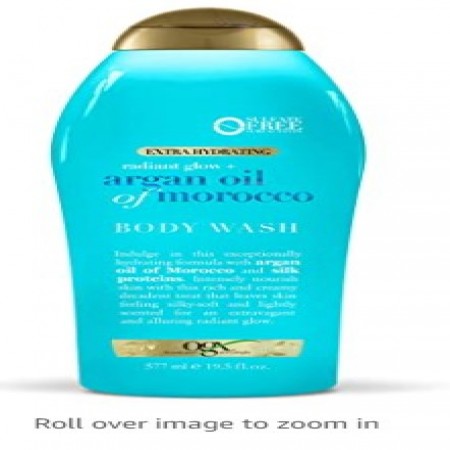 SULFATE
FREE
EXTRA HYDRATING
radiant glow +
argan oil
of morocco
BODY WASH
Indulge in this exceptionally
hydrating formula with argan
oil of Morocco and silk
proteins. Intensely nourish
skin with this rich and creamy
decadent treat that leaves skin
feeling silky-soft and lightly
scented for an extravagant
and alluring radiant glow.
ogx
577 ml e 19.5 fl.oz.
Roll over image to zoom in